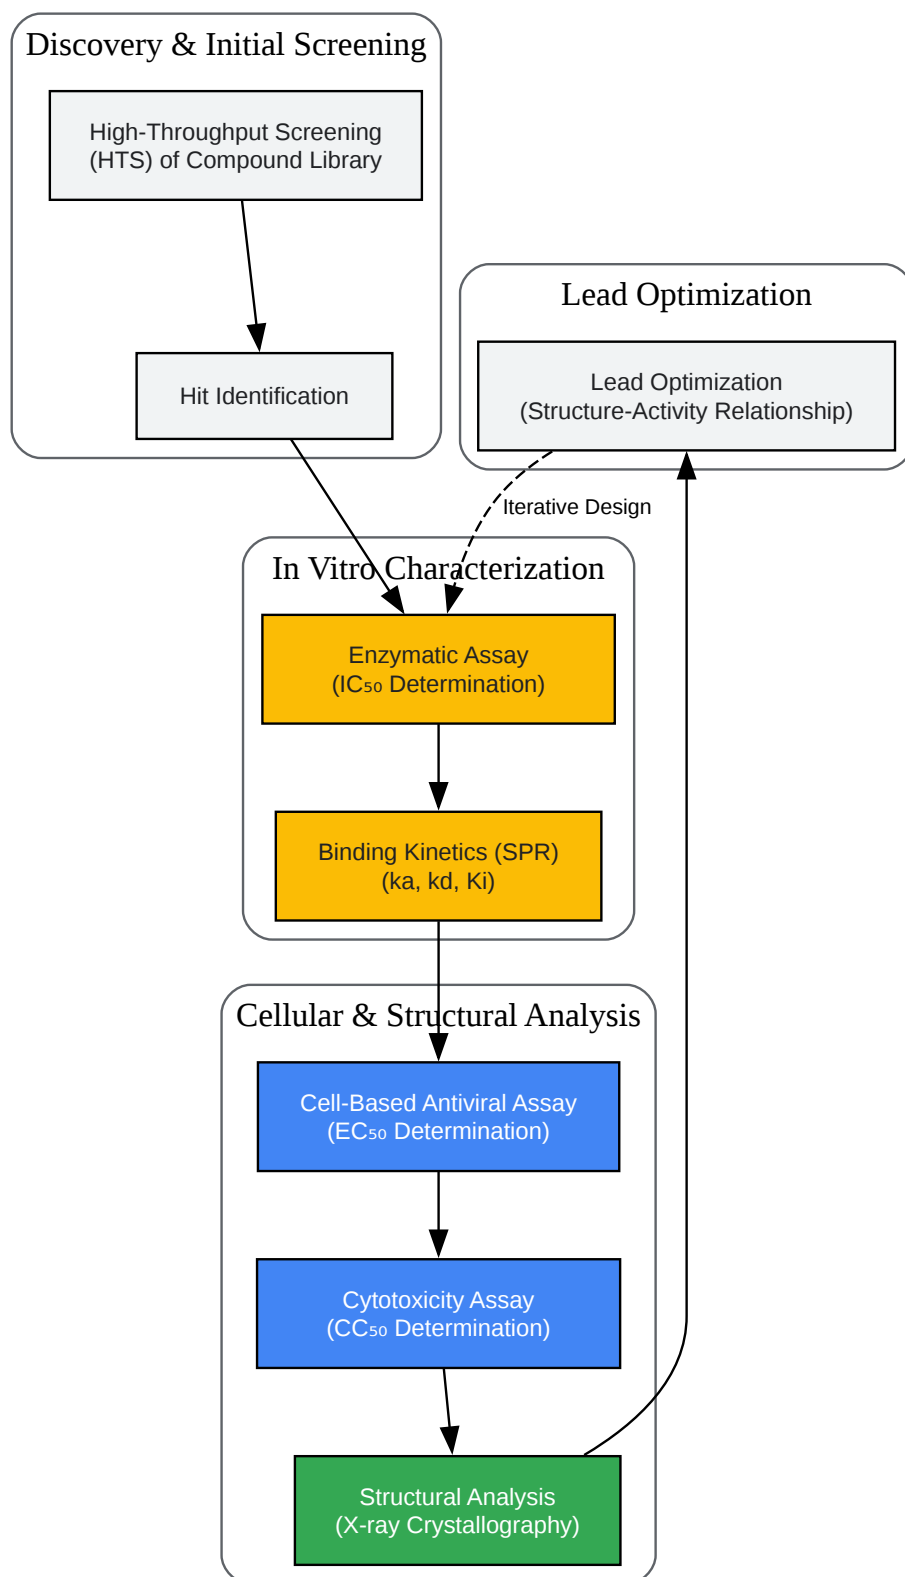 Discovery & Initial Screening
High-Throughput Screening
(HTS) of Compound Library
Hit Identification
Lead Optimization
Lead Optimization
(Structure-Activity Relationship)
Iterative Design
In Vitro Characterization
Enzymatic Assay
(IC₅₀ Determination)
Binding Kinetics (SPR)
(ka, kd, Ki)
Cellular & Structural Analysis
Cell-Based Antiviral Assay
(EC₅₀ Determination)
Cytotoxicity Assay
(CC₅₀ Determination)
Structural Analysis
(X-ray Crystallography)